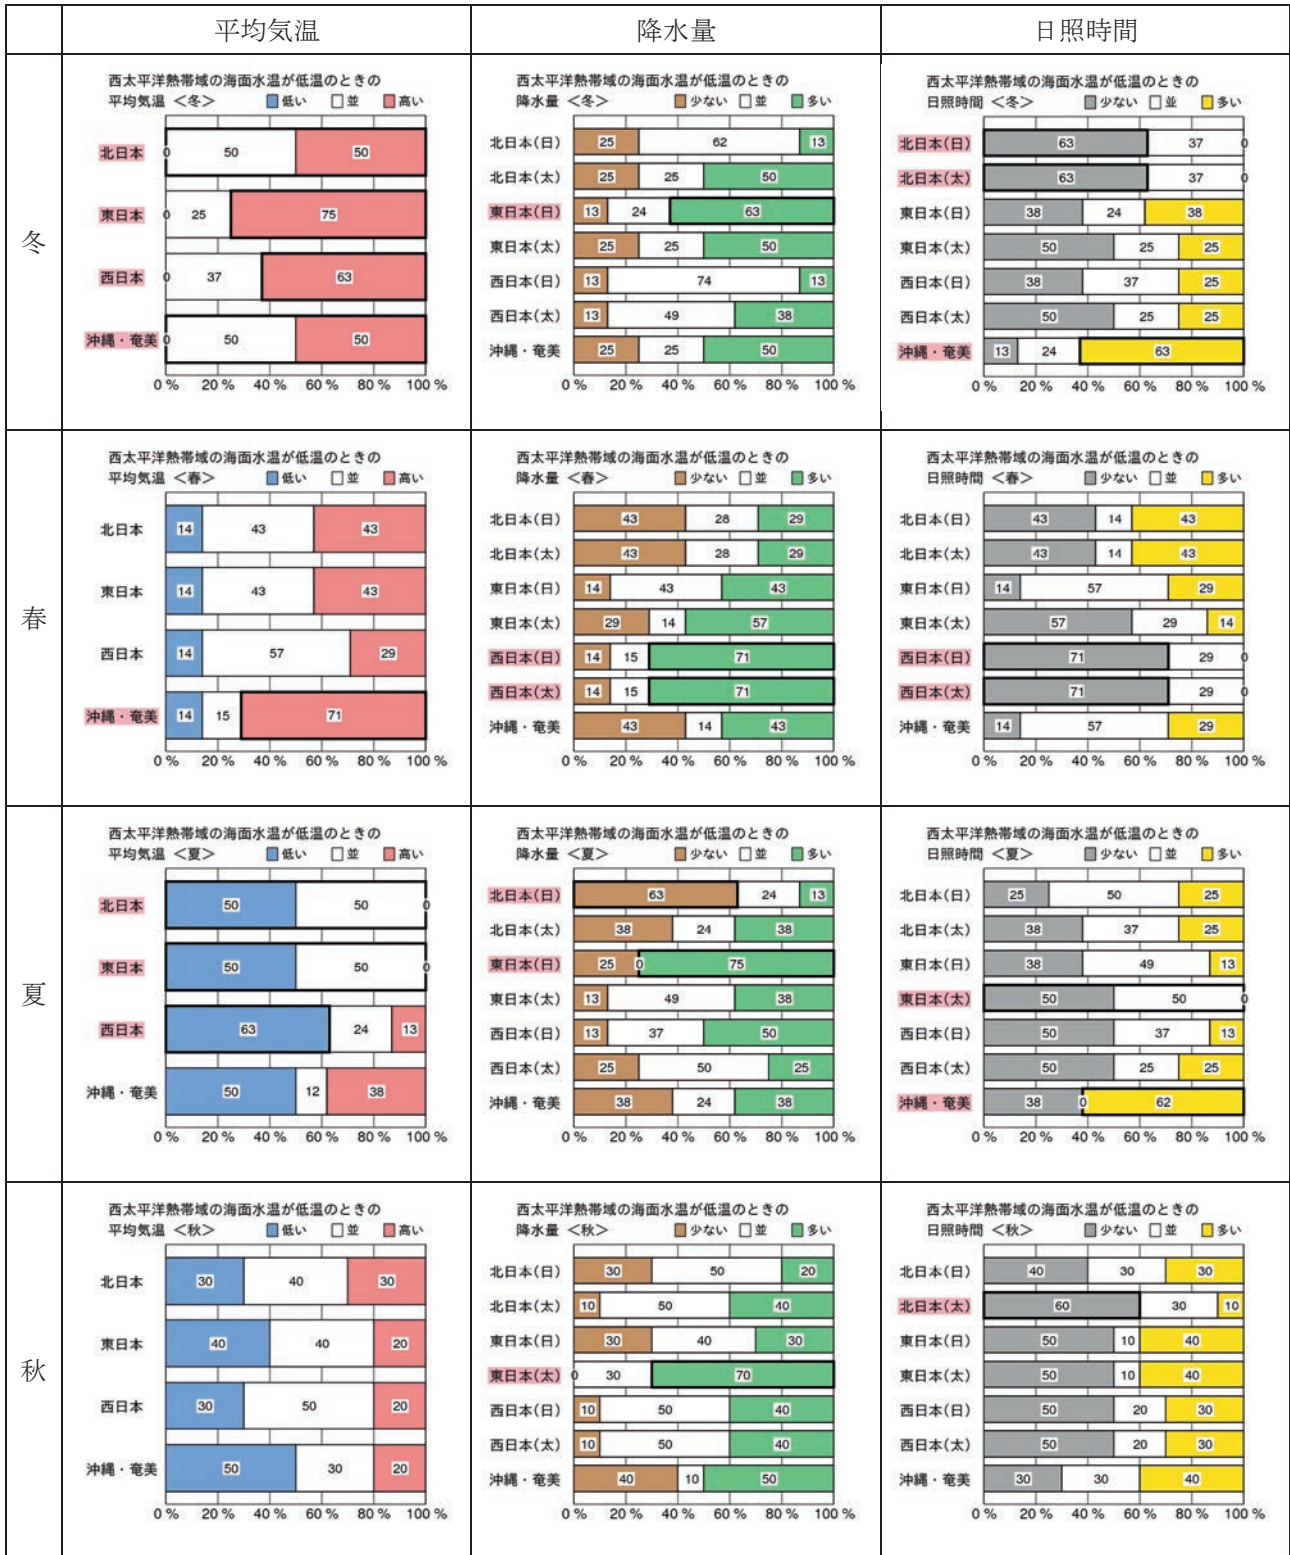 平均気温 降水量 日照時間
冬
西太平洋熱帯域の海面水温が低温のときの
平均気温 <冬> 低い 並 高い
北日本 0 50 50
東日本 0 25 75
西日本 0 37 63
沖縄・奄美 0 50 50
0 % 20 % 40 % 60 % 80 % 100 %
西太平洋熱帯域の海面水温が低温のときの
降水量 <冬> 少ない 並 多い
北日本(日) 25 62 13
北日本(太) 25 25 50
東日本(日) 13 24 63
東日本(太) 25 25 50
西日本(日) 13 74 13
西日本(太) 13 49 38
沖縄・奄美 25 25 50
0 % 20 % 40 % 60 % 80 % 100 %
西太平洋熱帯域の海面水温が低温のときの
日照時間 <冬> 少ない 並 多い
北日本(日) 63 37 0
北日本(太) 63 37 0
東日本(日) 38 24 38
東日本(太) 50 25 25
西日本(日) 38 37 25
西日本(太) 50 25 25
沖縄・奄美 13 24 63
0 % 20 % 40 % 60 % 80 % 100 %
春
西太平洋熱帯域の海面水温が低温のときの
平均気温 <春> 低い 並 高い
北日本 14 43 43
東日本 14 43 43
西日本 14 57 29
沖縄・奄美 14 15 71
0 % 20 % 40 % 60 % 80 % 100 %
西太平洋熱帯域の海面水温が低温のときの
降水量 <春> 少ない 並 多い
北日本(日) 43 28 29
北日本(太) 43 28 29
東日本(日) 14 43 43
東日本(太) 29 14 57
西日本(日) 14 15 71
西日本(太) 14 15 71
沖縄・奄美 43 14 43
0 % 20 % 40 % 60 % 80 % 100 %
西太平洋熱帯域の海面水温が低温のときの
日照時間 <春> 少ない 並 多い
北日本(日) 43 14 43
北日本(太) 43 14 43
東日本(日) 14 57 29
東日本(太) 57 29 14
西日本(日) 71 29 0
西日本(太) 71 29 0
沖縄・奄美 14 57 29
0 % 20 % 40 % 60 % 80 % 100 %
夏
西太平洋熱帯域の海面水温が低温のときの
平均気温 <夏> 低い 並 高い
北日本 50 50 0
東日本 50 50 0
西日本 63 24 13
沖縄・奄美 50 12 38
0 % 20 % 40 % 60 % 80 % 100 %
西太平洋熱帯域の海面水温が低温のときの
降水量 <夏> 少ない 並 多い
北日本(日) 63 24 13
北日本(太) 38 24 38
東日本(日) 25 0 75
東日本(太) 13 49 38
西日本(日) 13 37 50
西日本(太) 25 50 25
沖縄・奄美 38 24 38
0 % 20 % 40 % 60 % 80 % 100 %
西太平洋熱帯域の海面水温が低温のときの
日照時間 <夏> 少ない 並 多い
北日本(日) 25 50 25
北日本(太) 38 37 25
東日本(日) 38 49 13
東日本(太) 50 50 0
西日本(日) 50 37 13
西日本(太) 50 25 25
沖縄・奄美 38 0 62
0 % 20 % 40 % 60 % 80 % 100 %
秋
西太平洋熱帯域の海面水温が低温のときの
平均気温 <秋> 低い 並 高い
北日本 30 40 30
東日本 40 40 20
西日本 30 50 20
沖縄・奄美 50 30 20
0 % 20 % 40 % 60 % 80 % 100 %
西太平洋熱帯域の海面水温が低温のときの
降水量 <秋> 少ない 並 多い
北日本(日) 30 50 20
北日本(太) 10 50 40
東日本(日) 30 40 30
東日本(太) 0 30 70
西日本(日) 10 50 40
西日本(太) 10 50 40
沖縄・奄美 40 10 50
0 % 20 % 40 % 60 % 80 % 100 %
西太平洋熱帯域の海面水温が低温のときの
日照時間 <秋> 少ない 並 多い
北日本(日) 40 30 30
北日本(太) 60 30 10
東日本(日) 50 10 40
東日本(太) 50 10 40
西日本(日) 50 20 30
西日本(太) 50 20 30
沖縄・奄美 30 30 40
0 % 20 % 40 % 60 % 80 % 100 %